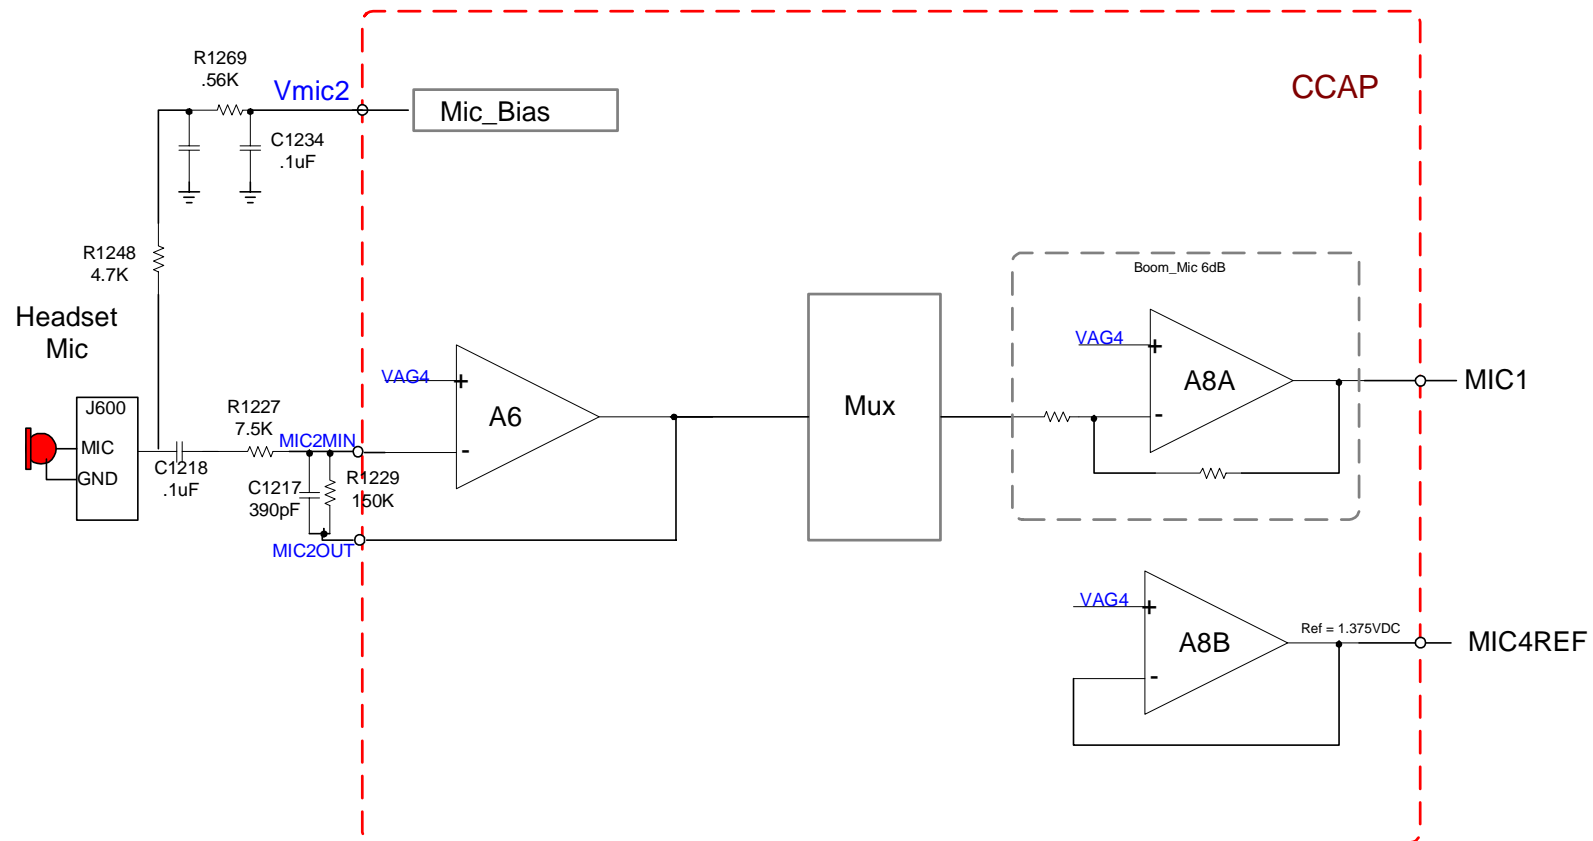 R1269
.56K
Vmic2
Mic_Bias
CCAP
C1234
.1uF
R1248
4.7K
Boom_Mic 6dB
Headset
Mic
VAG4
+
A8A
-
MIC1
VAG4
+
A6
-
Mux
J600
MIC
GND
R1227
7.5K
MIC2MIN
C1218
.1uF
C1217
390pF
R1229
150K
MIC2OUT
VAG4
+
A8B
-
Ref = 1.375VDC
MIC4REF